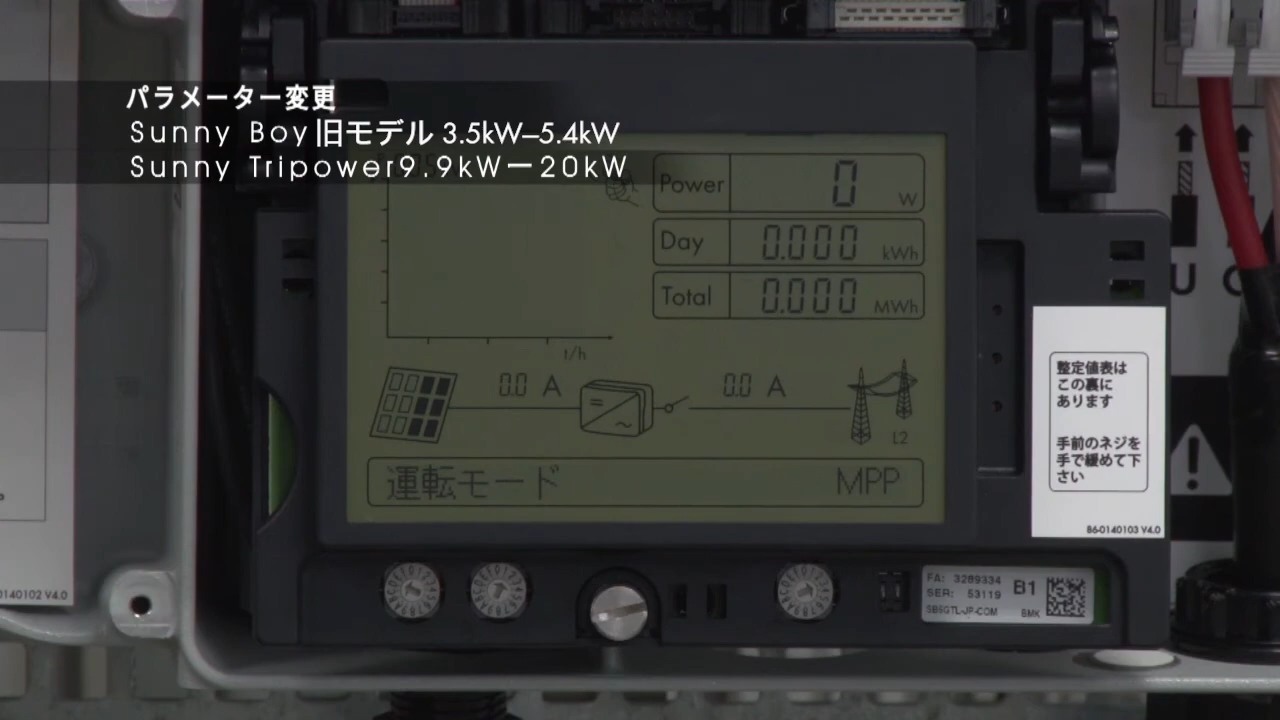 パラメーター変更
Sunny Boy旧モデル 3.5kW–5.4kW
Sunny Tripower9.9kWー20kW
Power 0 W
Day 0.000 kWh
Total 0.000 MWh
t/h
0.0 A
0.0 A
L2
運転モード MPP
U
整定値表は
この裏に
あります
手前のネジを
手で緩めて下
さい
86-0140103 V4.0
0140102 V4.0
FA: 3289334
SER: 53119
B1
SB5GTL-JP-COM
BMK